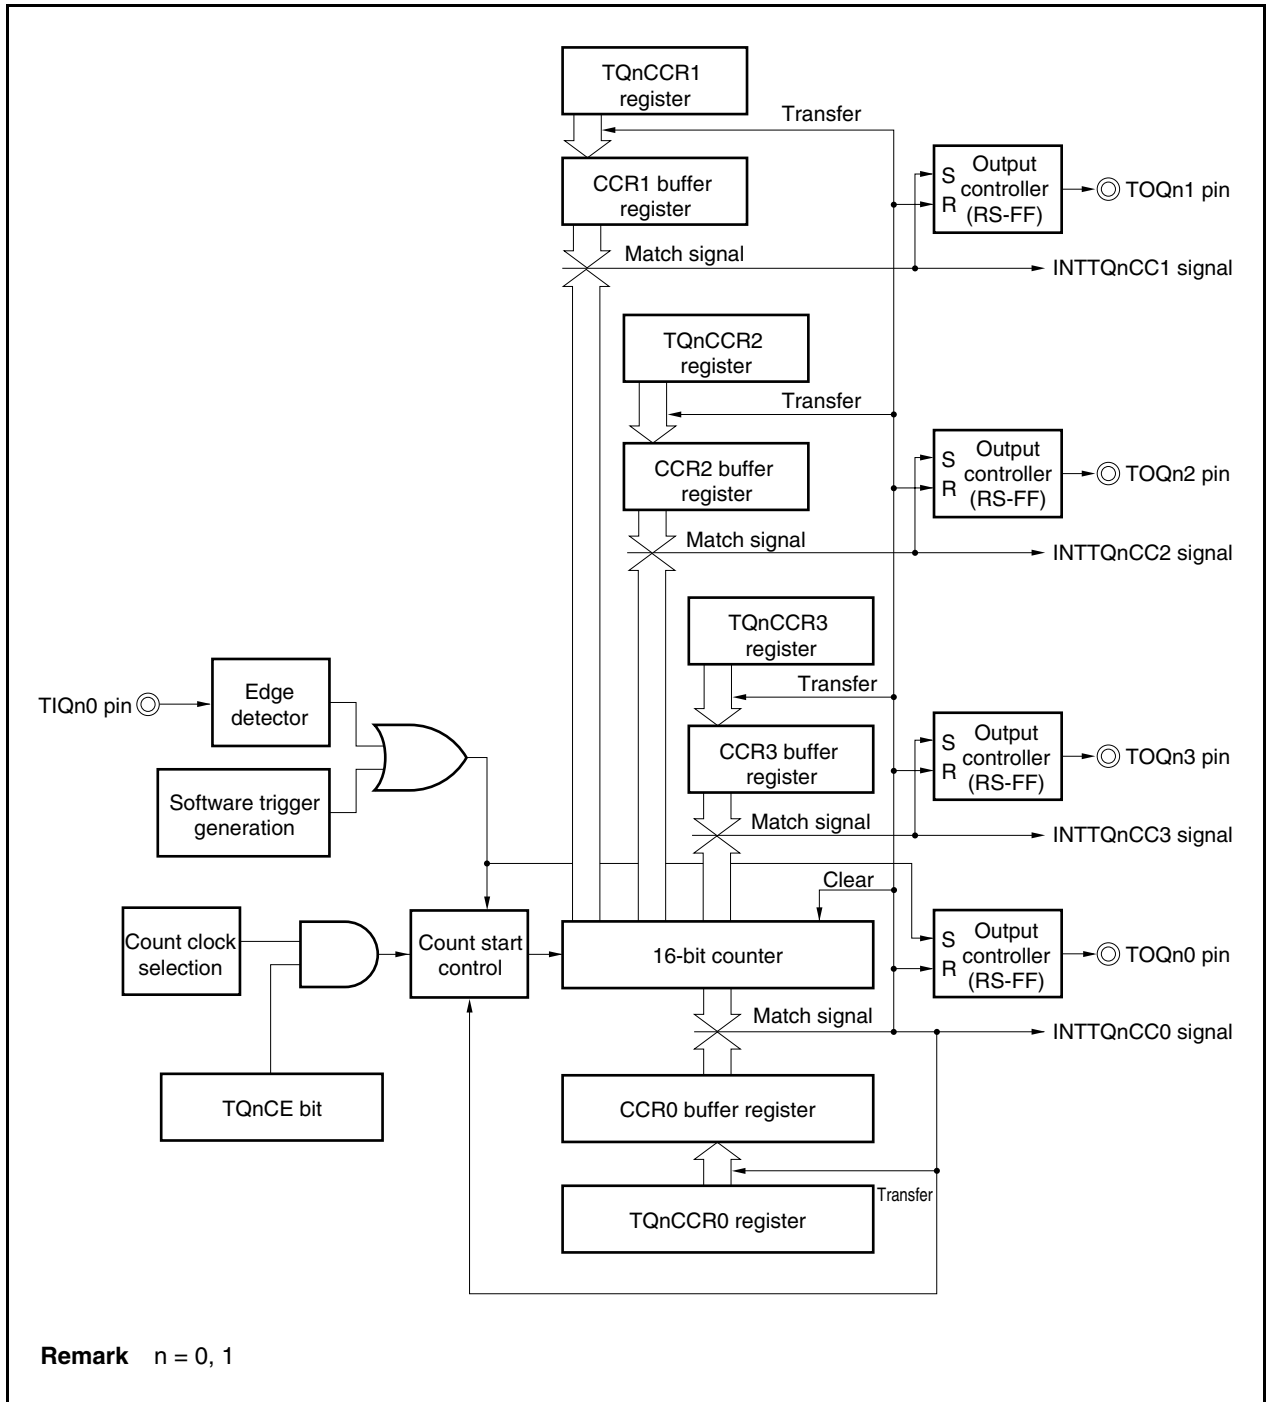 TQnCCR1
register
Transfer
CCR1 buffer
register
S
R
Output
controller
(RS-FF)
TOQn1 pin
Match signal
INTTQnCC1 signal
TQnCCR2
register
Transfer
CCR2 buffer
register
S
R
Output
controller
(RS-FF)
TOQn2 pin
Match signal
INTTQnCC2 signal
TQnCCR3
register
Transfer
TIQn0 pin
Edge
detector
CCR3 buffer
register
S
R
Output
controller
(RS-FF)
TOQn3 pin
Software trigger
generation
Match signal
INTTQnCC3 signal
Clear
Count clock
selection
Count start
control
16-bit counter
S
R
Output
controller
(RS-FF)
TOQn0 pin
Match signal
INTTQnCC0 signal
TQnCE bit
CCR0 buffer register
Transfer
TQnCCR0 register
Remark n = 0, 1